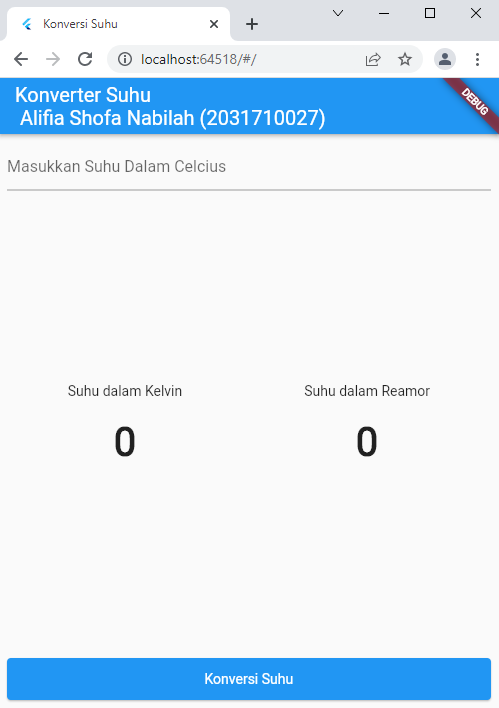 Konversi Suhu
localhost:64518/#/
Konverter Suhu
Alifia Shofa Nabilah (2031710027)
DEBUG
Masukkan Suhu Dalam Celcius
Suhu dalam Kelvin
Suhu dalam Reamor
0
0
Konversi Suhu